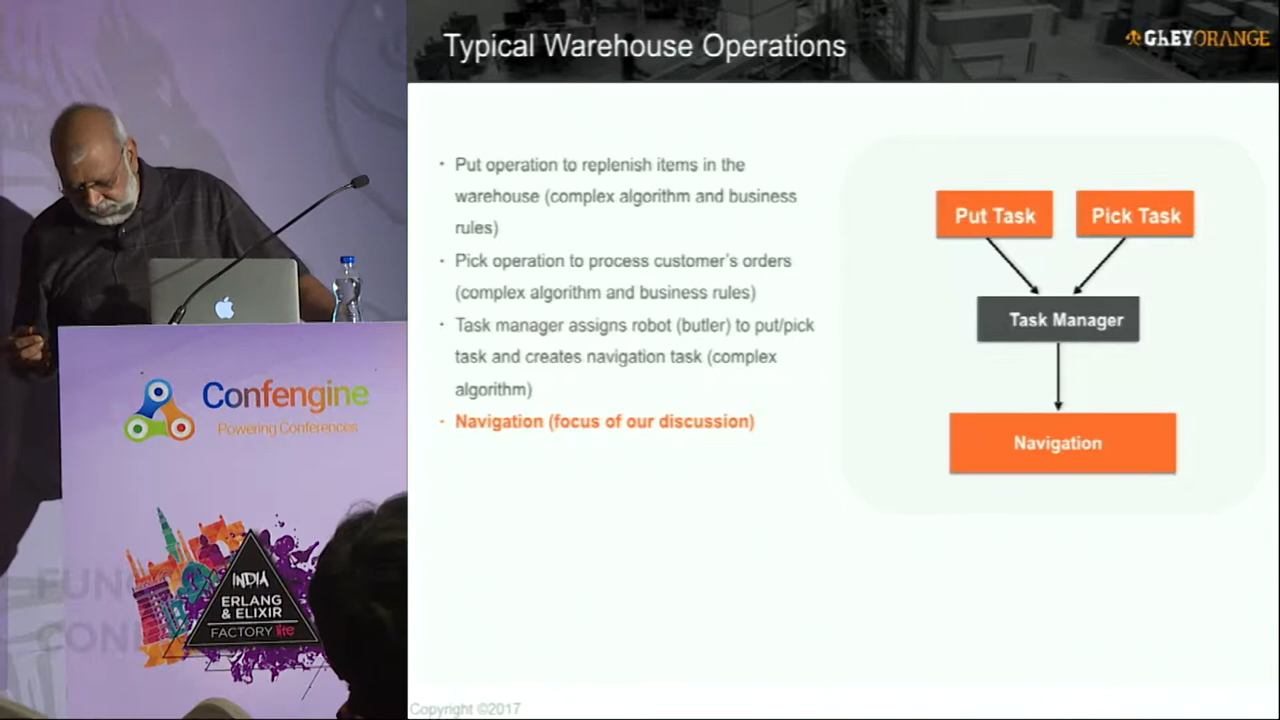 Typical Warehouse Operations
GREYORANGE
· Put operation to replenish items in the
warehouse (complex algorithm and business
rules)
· Pick operation to process customer's orders
(complex algorithm and business rules)
· Task manager assigns robot (butler) to put/pick
task and creates navigation task (complex
algorithm)
· Navigation (focus of our discussion)
Put Task
Pick Task
Task Manager
Navigation
Copyright ©2017
Confengine
Powering Conferences
INDIA
ERLANG
& ELIXIR
FACTORY lite